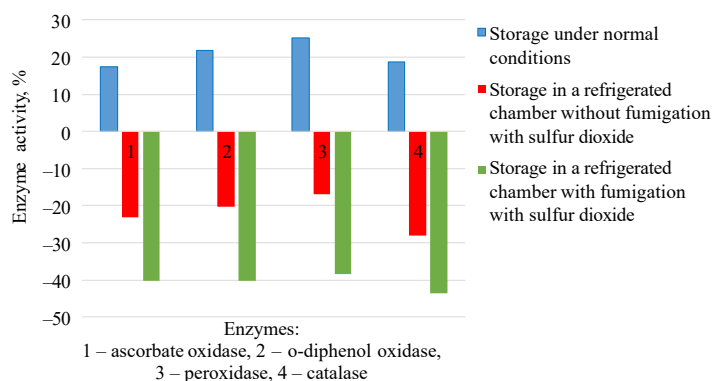 30
20
10
0
–10
–20
–30
–40
–50
Enzyme activity, %
1
2
3
4
Enzymes:
1 – ascorbate oxidase, 2 – o-diphenol oxidase,
3 – peroxidase, 4 – catalase
Storage under normal
conditions
Storage in a refrigerated
chamber without fumigation
with sulfur dioxide
Storage in a refrigerated
chamber with fumigation
with sulfur dioxide